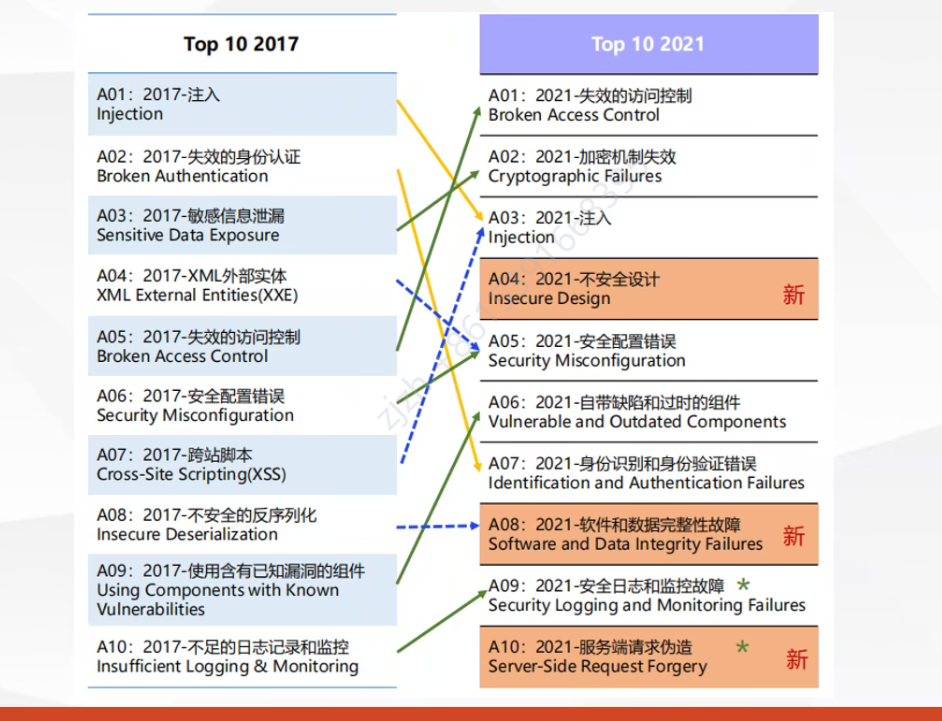 Top 10 2017
A01：2017-注入
Injection
A02：2017-失效的身份认证
Broken Authentication
A03：2017-敏感信息泄漏
Sensitive Data Exposure
A04：2017-XML外部实体
XML External Entities(XXE)
A05：2017-失效的访问控制
Broken Access Control
A06：2017-安全配置错误
Security Misconfiguration
A07：2017-跨站脚本
Cross-Site Scripting(XSS)
A08：2017-不安全的反序列化
Insecure Deserialization
A09：2017-使用含有已知漏洞的组件
Using Components with Known
Vulnerabilities
A10：2017-不足的日志记录和监控
Insufficient Logging & Monitoring
Top 10 2021
A01：2021-失效的访问控制
Broken Access Control
A02：2021-加密机制失效
Cryptographic Failures
A03：2021-注入
Injection
A04：2021-不安全设计
Insecure Design
新
A05：2021-安全配置错误
Security Misconfiguration
A06：2021-自带缺陷和过时的组件
Vulnerable and Outdated Components
A07：2021-身份识别和身份验证错误
Identification and Authentication Failures
A08：2021-软件和数据完整性故障
Software and Data Integrity Failures
新
A09：2021-安全日志和监控故障 *
Security Logging and Monitoring Failures
A10：2021-服务端请求伪造 *
Server-Side Request Forgery
新